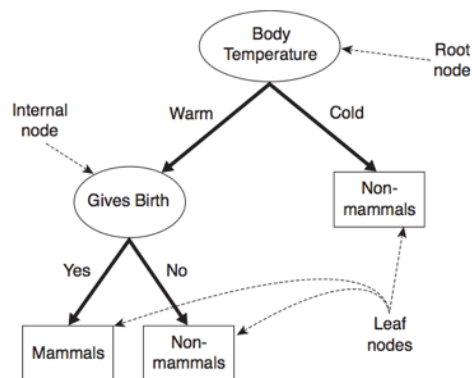 Body
Temperature
Root
node
Internal
node
Warm
Cold
Gives Birth
Non-
mammals
Yes
No
Mammals
Non-
mammals
Leaf
nodes